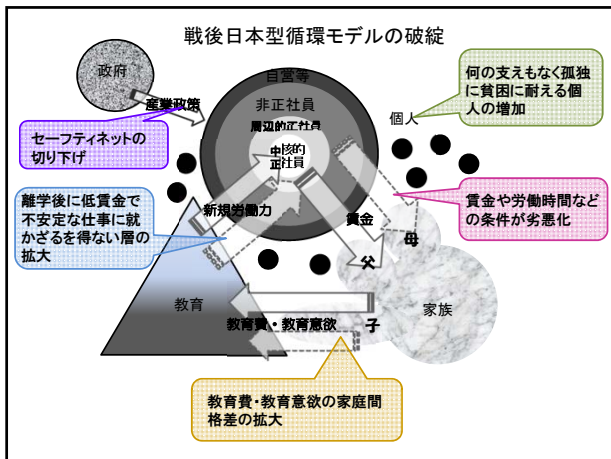 戦後日本型循環モデルの破綻
政府
産業政策
セーフティネットの
切り下げ
自営等
非正社員
周辺的正社員
中核的
正社員
個人
何の支えもなく孤独
に貧困に耐える個
人の増加
離学後に低賃金で
不安定な仕事に就
かざるを得ない層の
拡大
新規労働力
賃金
賃金や労働時間など
の条件が劣悪化
母
父
子
家族
教育
教育費・教育意欲
教育費・教育意欲の家庭間
格差の拡大